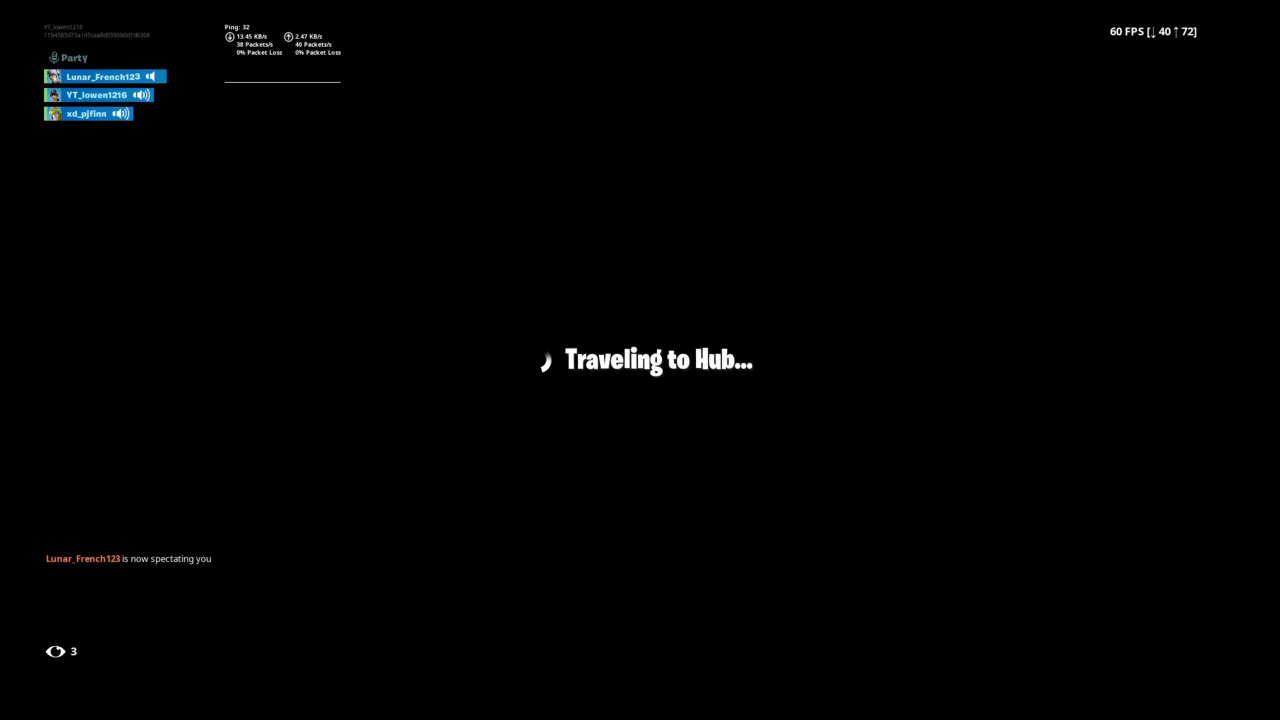 YT_lowen1216
Ping: 32
13.45 KB/s
38 Packets/s
0% Packet Loss
2.47 KB/s
40 Packets/s
0% Packet Loss
60 FPS [↓ 40 ↑ 72]
Party
Lunar_French123
YT_lowen1216
xd_pjfinn
Traveling to Hub...
Lunar_French123 is now spectating you
3